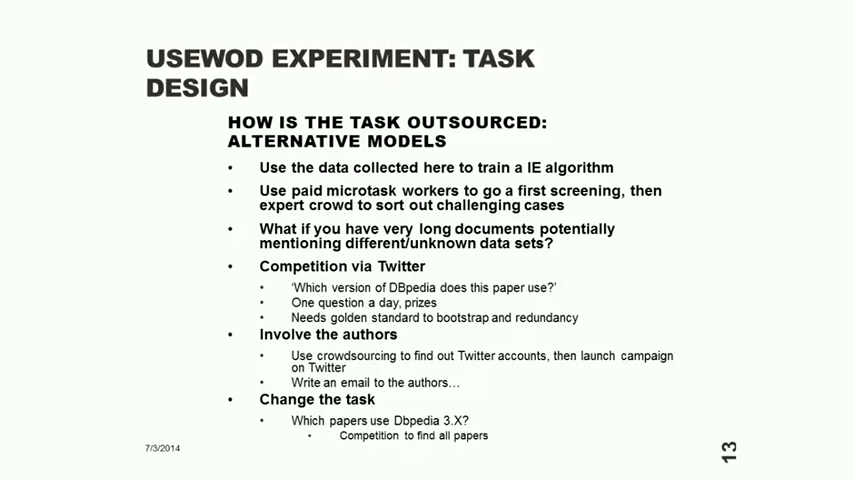 USEWOD EXPERIMENT: TASK
DESIGN
HOW IS THE TASK OUTSOURCED:
ALTERNATIVE MODELS
• Use the data collected here to train a IE algorithm
• Use paid microtask workers to go a first screening, then
expert crowd to sort out challenging cases
• What if you have very long documents potentially
mentioning different/unknown data sets?
• Competition via Twitter
• ‘Which version of DBpedia does this paper use?’
• One question a day, prizes
• Needs golden standard to bootstrap and redundancy
• Involve the authors
• Use crowdsourcing to find out Twitter accounts, then launch campaign
on Twitter
• Write an email to the authors…
• Change the task
• Which papers use Dbpedia 3.X?
• Competition to find all papers
7/3/2014
13